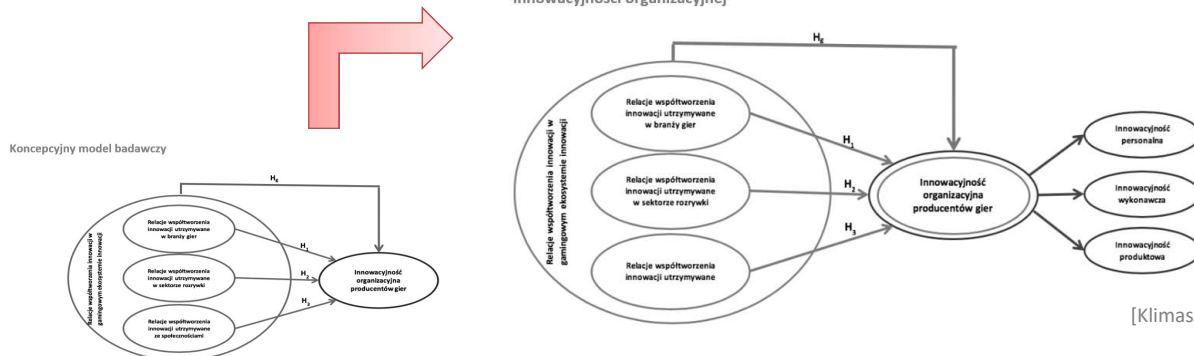 innowacyjności organizacyjnej
Koncepcyjny model badawczy
H4
Relacje współtworzenia innowacji w
gamingowym ekosystemie innowacji
Relacje współtworzenia
innowacji utrzymywane
w branży gier
Relacje współtworzenia
innowacji utrzymywane
w sektorze rozrywki
Relacje współtworzenia
innowacji utrzymywane
ze społecznościami
H1
H2
H3
Innowacyjność
organizacyjna
producentów gier
Relacje współtworzenia innowacji w
gamingowym ekosystemie innowacji
Relacje współtworzenia
innowacji utrzymywane
w branży gier
Relacje współtworzenia
innowacji utrzymywane
w sektorze rozrywki
Relacje współtworzenia
innowacji utrzymywane
H1
H2
H3
Innowacyjność
organizacyjna
producentów gier
Innowacyjność
personalna
Innowacyjność
wykonawcza
Innowacyjność
produktowa
[Klimas